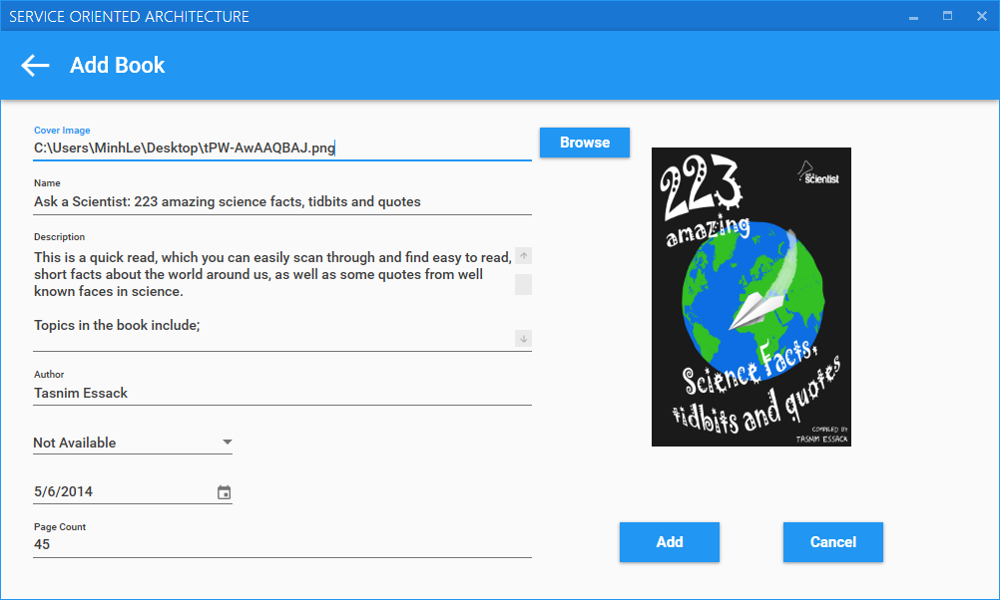 SERVICE ORIENTED ARCHITECTURE
Add Book
Cover Image
C:\Users\MinhLe\Desktop\tPW-AwAAQBAJ.png
Browse
Name
Ask a Scientist: 223 amazing science facts, tidbits and quotes
Description
This is a quick read, which you can easily scan through and find easy to read,
short facts about the world around us, as well as some quotes from well
known faces in science.
Topics in the book include;
Author
Tasnim Essack
Not Available
5/6/2014
Page Count
45
223
amazing
Scientist
Science Facts,
tidbits and quotes
COMPILED BY
TASNIM ESSACK
Add
Cancel